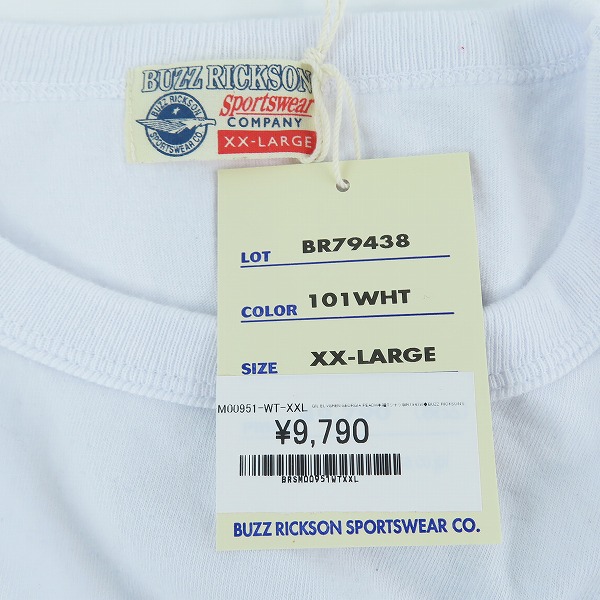 BUZZ RICKSON
Sportswear
COMPANY
XX-LARGE
BUZZ RICKSON
SPORTSWEAR CO.
LOT BR79438
COLOR 101WHT
SIZE XX-LARGE
M00951-WT-XXL
¥9,790
BRSM00951WTXXL
BUZZ RICKSON SPORTSWEAR CO.